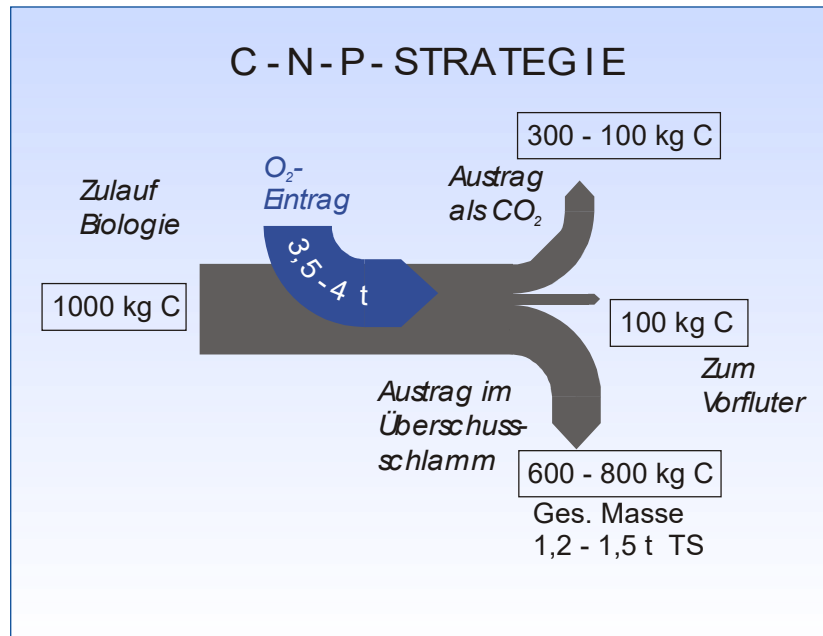 C - N - P - STRATEGIE
300 - 100 kg C
O₂-
Eintrag
Austrag
als CO₂
Zulauf
Biologie
3,5 - 4 t
1000 kg C
100 kg C
Zum
Vorfluter
Austrag im
Überschuss-
schlamm
600 - 800 kg C
Ges. Masse
1,2 - 1,5 t TS